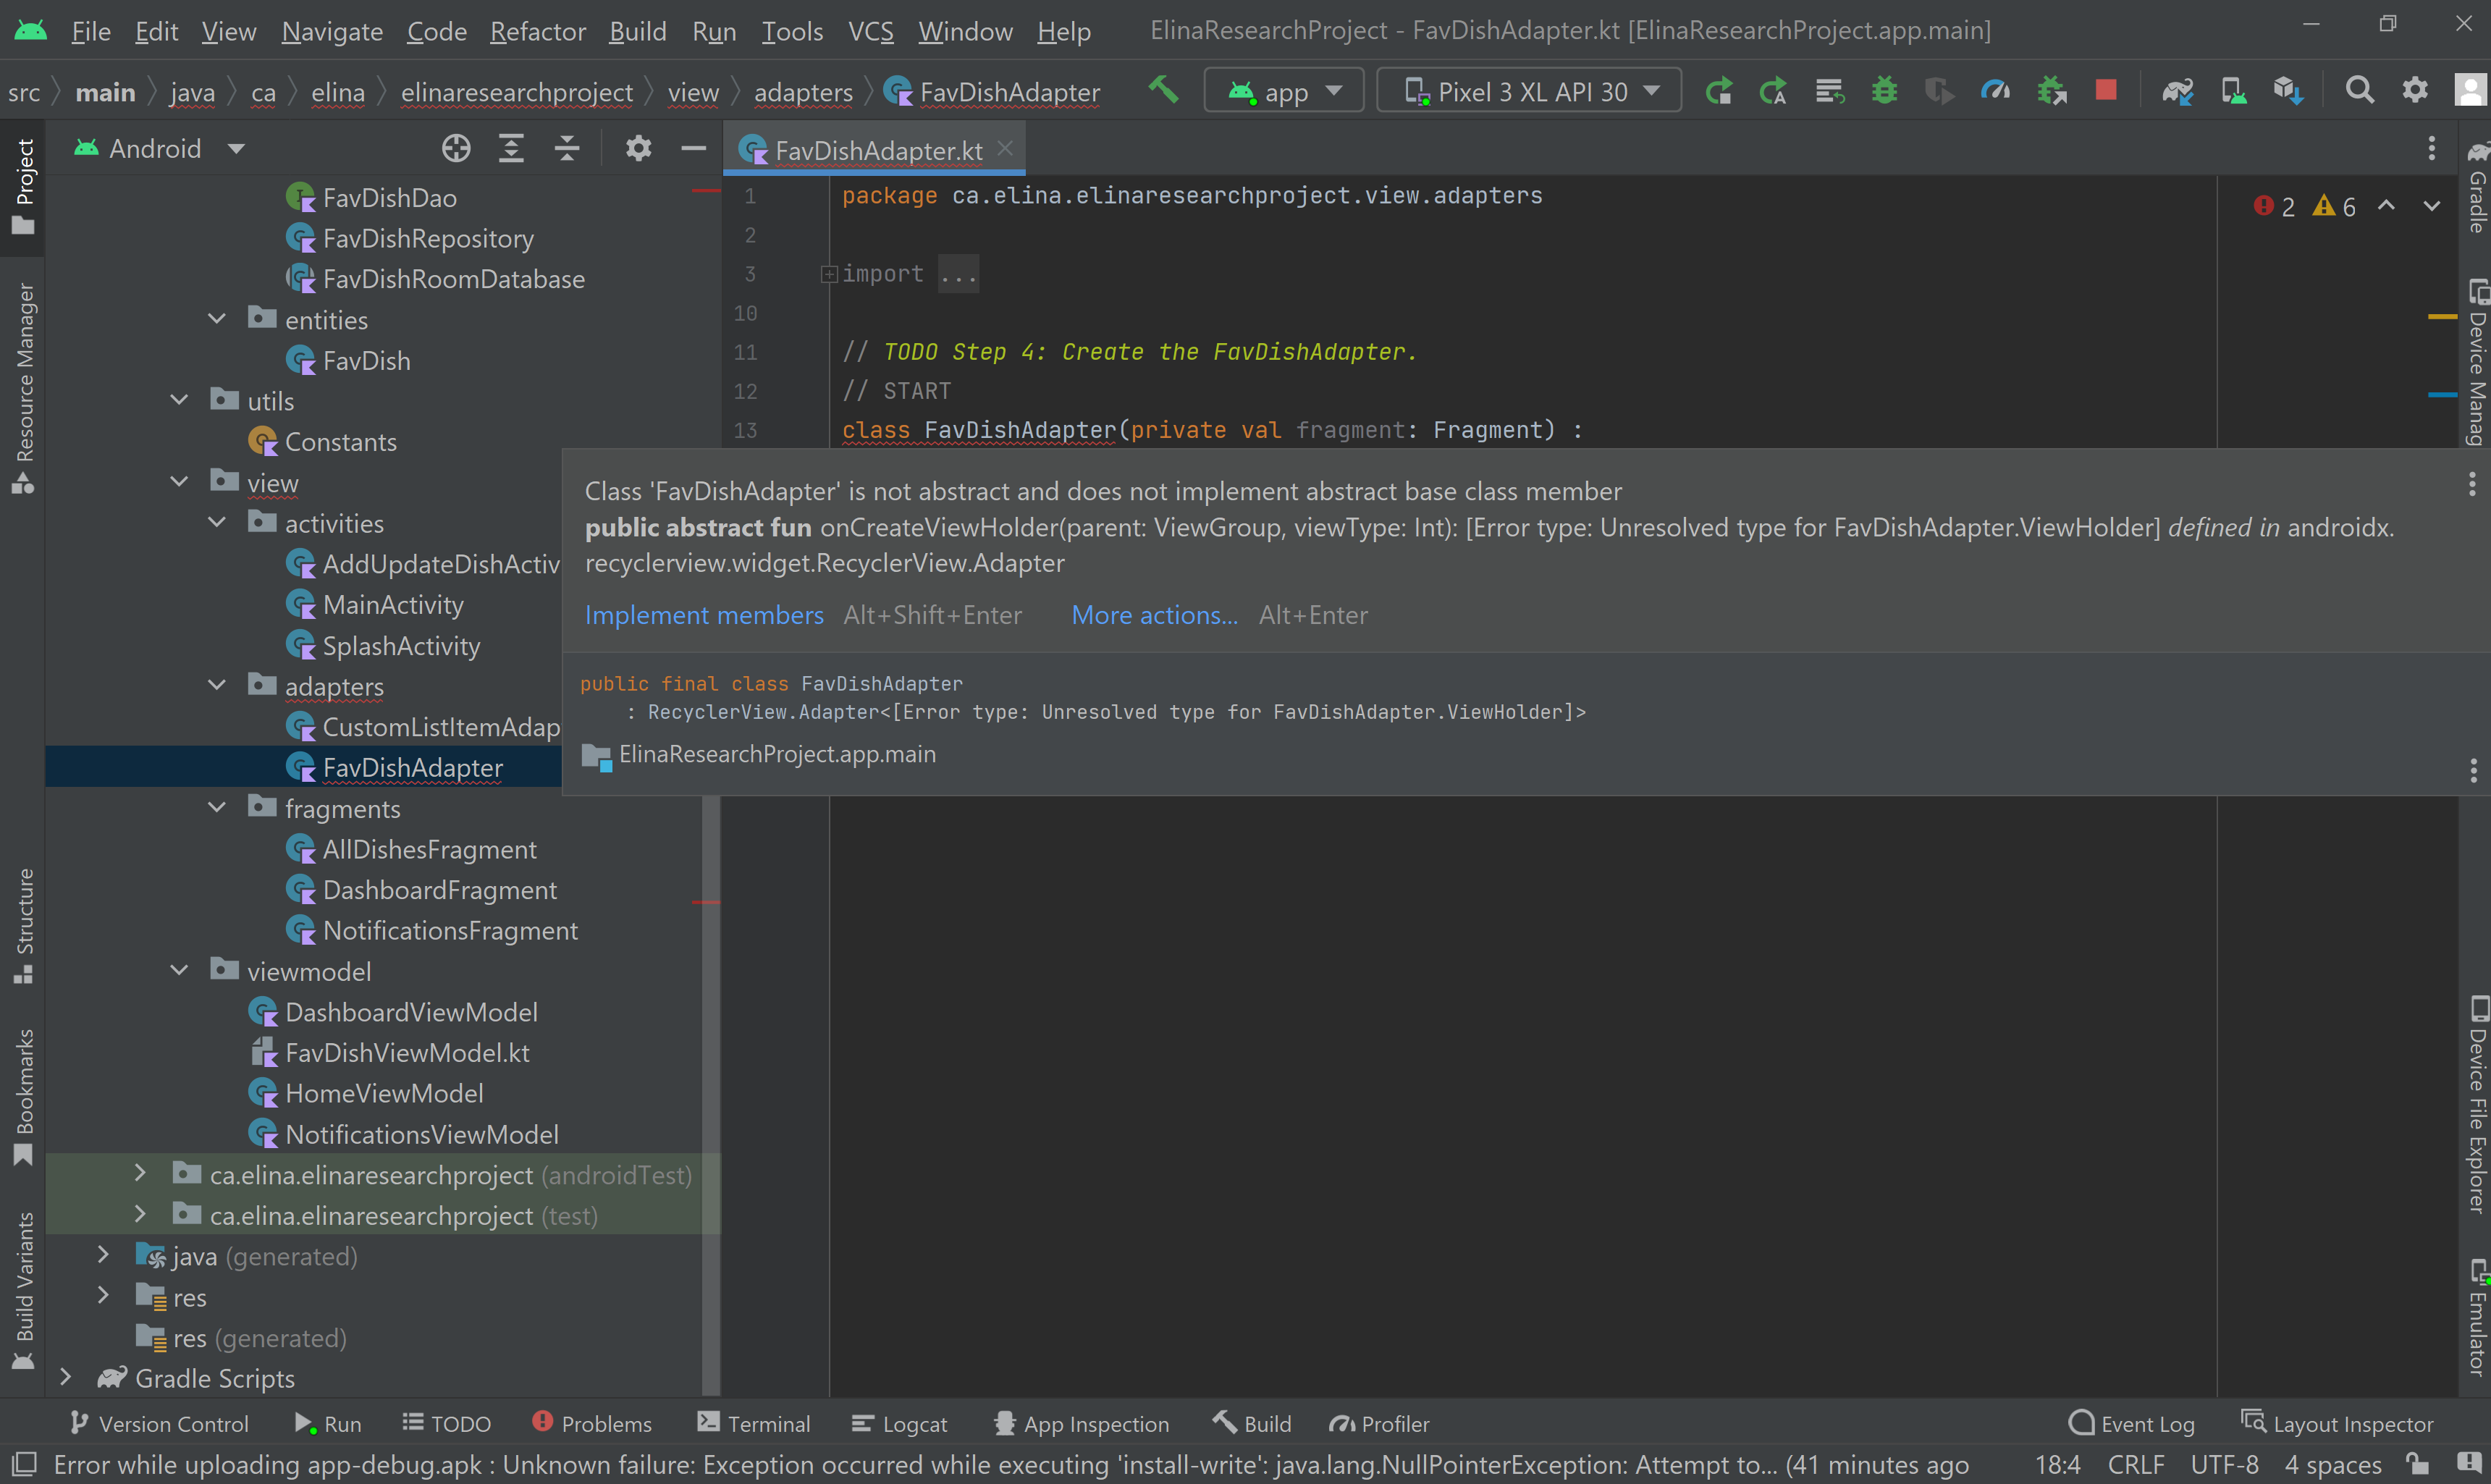 File Edit View Navigate Code Refactor Build Run Tools VCS Window Help ElinaResearchProject - FavDishAdapter.kt [ElinaResearchProject.app.main]
src main java ca elina elinaresearchproject view adapters FavDishAdapter app Pixel 3 XL API 30
Project
Resource Manager
Structure
Bookmarks
Build Variants
Android
FavDishDao
FavDishRepository
FavDishRoomDatabase
entities
FavDish
utils
Constants
view
activities
AddUpdateDishActiv
MainActivity
SplashActivity
adapters
CustomListItemAdap
FavDishAdapter
fragments
AllDishesFragment
DashboardFragment
NotificationsFragment
viewmodel
DashboardViewModel
FavDishViewModel.kt
HomeViewModel
NotificationsViewModel
ca.elina.elinaresearchproject (androidTest)
ca.elina.elinaresearchproject (test)
java (generated)
res
res (generated)
Gradle Scripts
FavDishAdapter.kt
1 package ca.elina.elinaresearchproject.view.adapters
2
3 import ...
10
11 // TODO Step 4: Create the FavDishAdapter.
12 // START
13 class FavDishAdapter(private val fragment: Fragment) :
2 6
Class 'FavDishAdapter' is not abstract and does not implement abstract base class member
public abstract fun onCreateViewHolder(parent: ViewGroup, viewType: Int): [Error type: Unresolved type for FavDishAdapter.ViewHolder] defined in androidx.
recyclerview.widget.RecyclerView.Adapter
Implement members Alt+Shift+Enter More actions... Alt+Enter
public final class FavDishAdapter
: RecyclerView.Adapter<[Error type: Unresolved type for FavDishAdapter.ViewHolder]>
ElinaResearchProject.app.main
Gradle
Device Manag
Device File Explorer
Emulator
Version Control Run TODO Problems Terminal Logcat App Inspection Build Profiler Event Log Layout Inspector
Error while uploading app-debug.apk : Unknown failure: Exception occurred while executing 'install-write': java.lang.NullPointerException: Attempt to... (41 minutes ago 18:4 CRLF UTF-8 4 spaces